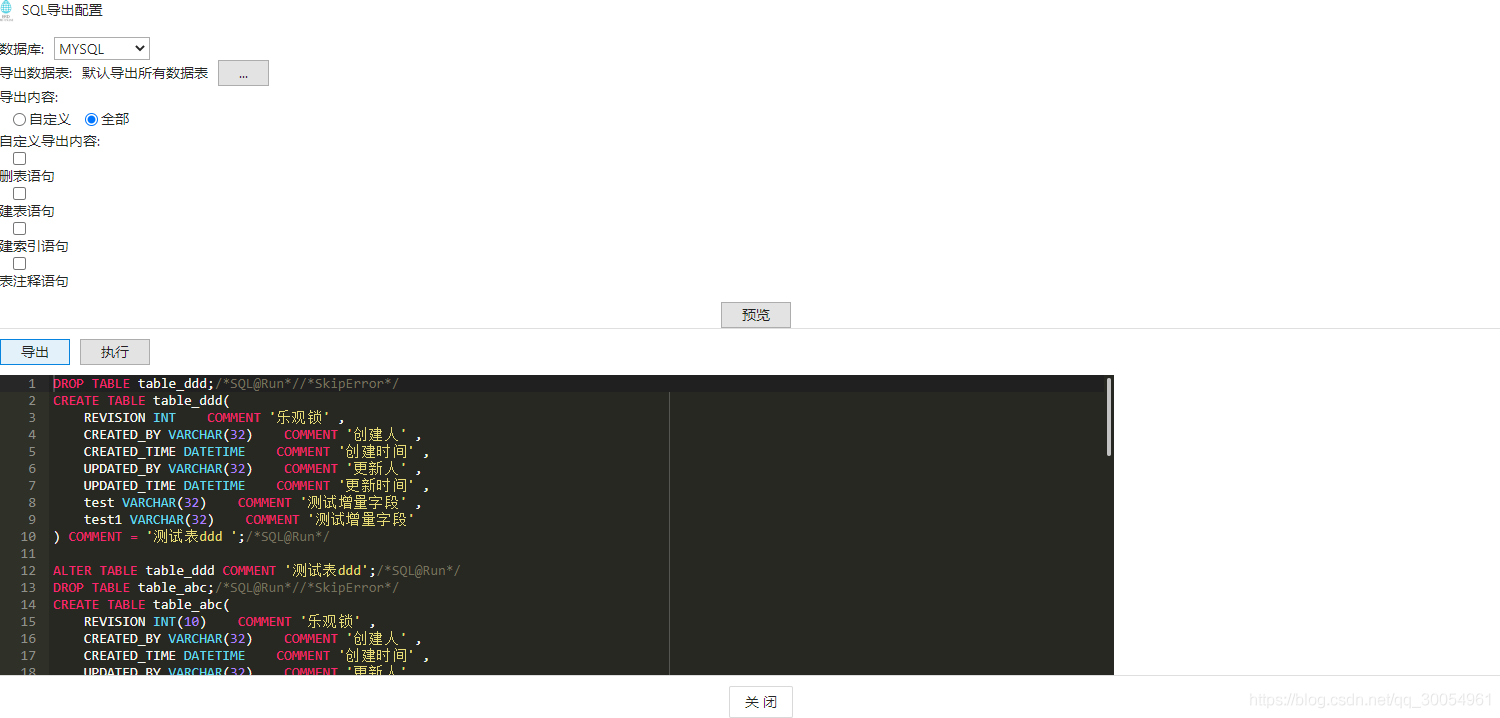 SQL导出配置
数据库: MYSQL
导出数据表: 默认导出所有数据表 ...
导出内容:
自定义 全部
自定义导出内容:
删表语句
建表语句
建索引语句
表注释语句
预览
导出 执行
1 DROP TABLE table_ddd;/*SQL@Run*//*SkipError*/
2 CREATE TABLE table_ddd(
3 REVISION INT    COMMENT '乐观锁' ,
4 CREATED_BY VARCHAR(32)    COMMENT '创建人' ,
5 CREATED_TIME DATETIME    COMMENT '创建时间' ,
6 UPDATED_BY VARCHAR(32)    COMMENT '更新人' ,
7 UPDATED_TIME DATETIME    COMMENT '更新时间' ,
8 test VARCHAR(32)    COMMENT '测试增量字段' ,
9 test1 VARCHAR(32)    COMMENT '测试增量字段'
10 ) COMMENT = '测试表ddd ';/*SQL@Run*/
11
12 ALTER TABLE table_ddd COMMENT '测试表ddd';/*SQL@Run*/
13 DROP TABLE table_abc;/*SQL@Run*//*SkipError*/
14 CREATE TABLE table_abc(
15 REVISION INT(10)    COMMENT '乐观锁' ,
16 CREATED_BY VARCHAR(32)    COMMENT '创建人' ,
17 CREATED_TIME DATETIME    COMMENT '创建时间' ,
18 UPDATED_BY VARCHAR(32)    COMMENT '更新人'
关 闭
https://blog.csdn.net/qq_30054961